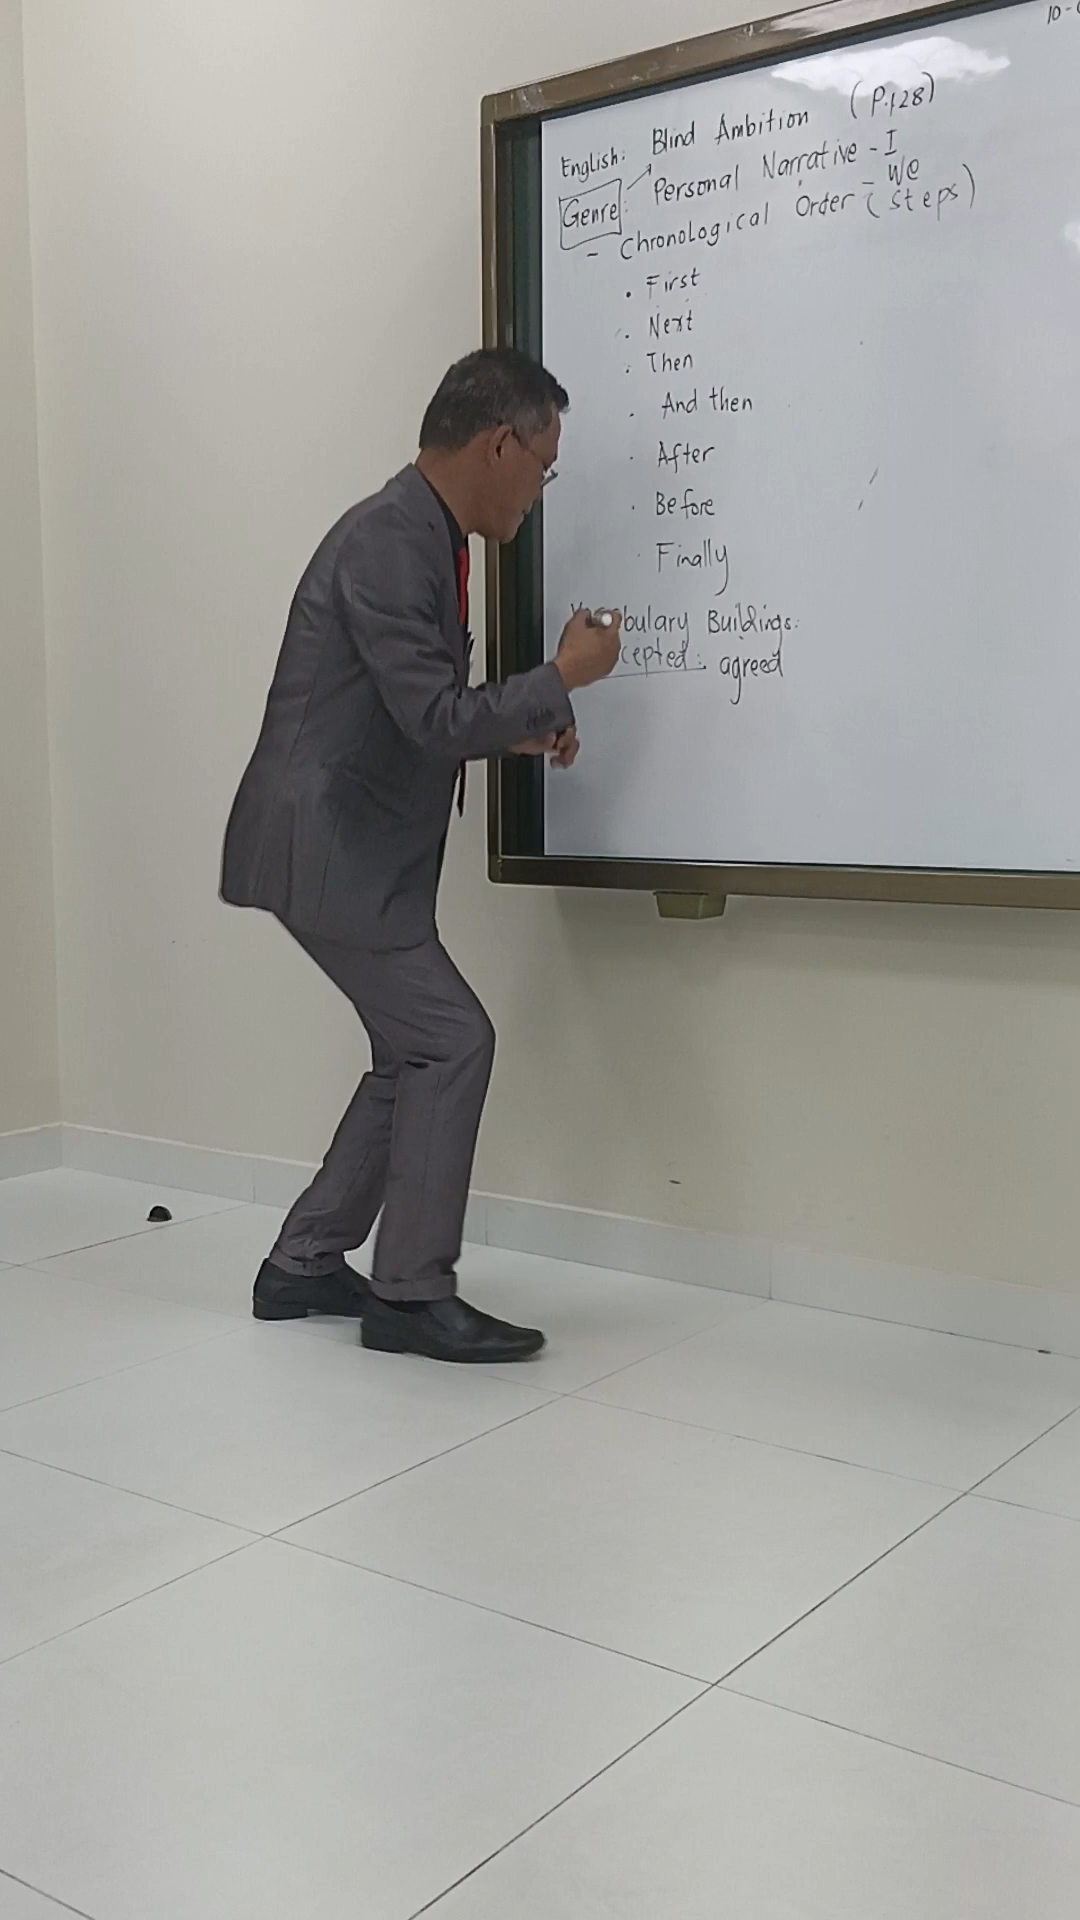 10-
English: Blind Ambition (P.128)
Genre: Personal Narrative - I
- We
- Chronological Order (steps)
. First
. Next
. Then
. And then
. After
. Before
. Finally
Vocabulary Buildings:
cepted: agreed